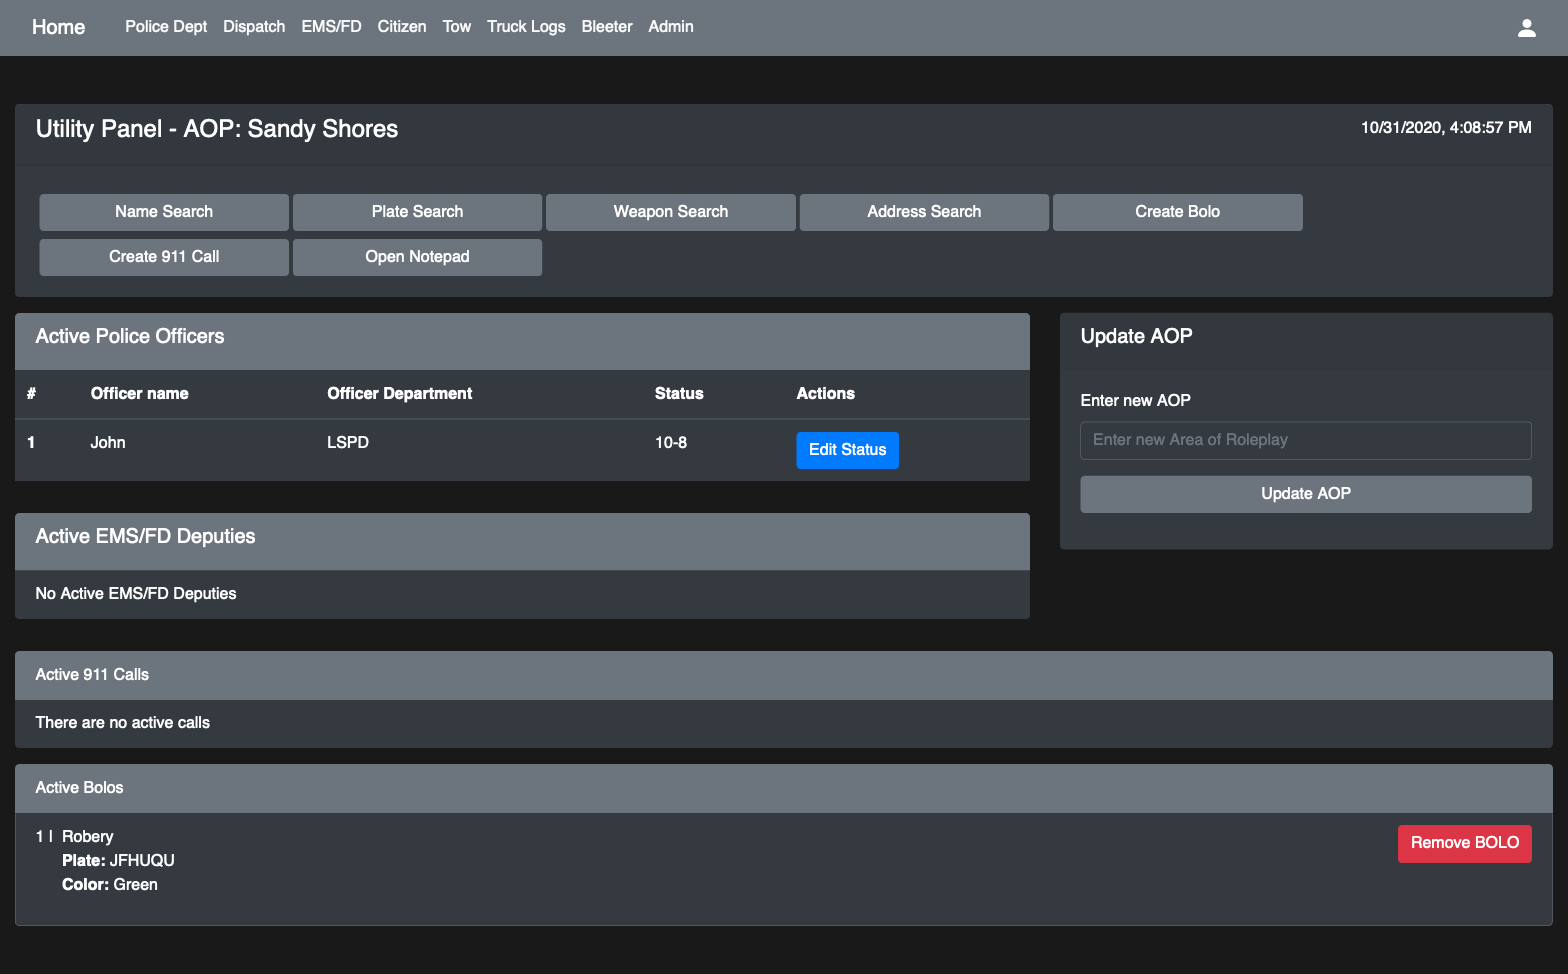 Home Police Dept Dispatch EMS/FD Citizen Tow Truck Logs Bleeter Admin
Utility Panel - AOP: Sandy Shores 10/31/2020, 4:08:57 PM
Name Search Plate Search Weapon Search Address Search Create Bolo
Create 911 Call Open Notepad
Active Police Officers
# Officer name Officer Department Status Actions
1 John LSPD 10-8 Edit Status
Update AOP
Enter new AOP
Enter new Area of Roleplay
Update AOP
Active EMS/FD Deputies
No Active EMS/FD Deputies
Active 911 Calls
There are no active calls
Active Bolos
1 | Robery Remove BOLO
Plate: JFHUQU
Color: Green